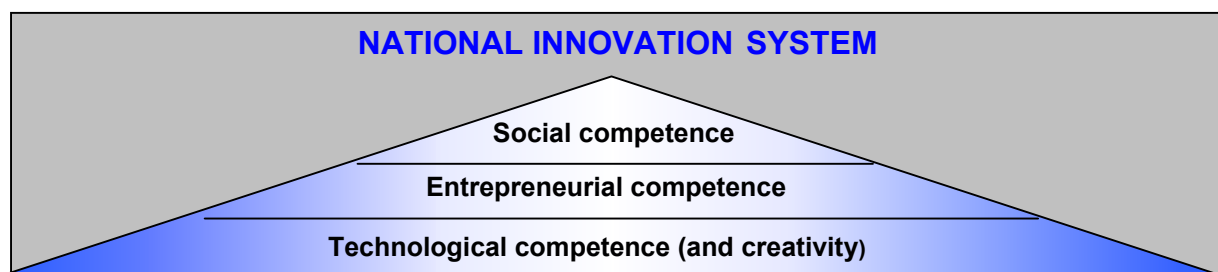 NATIONAL INNOVATION SYSTEM
Social competence
Entrepreneurial competence
Technological competence (and creativity)